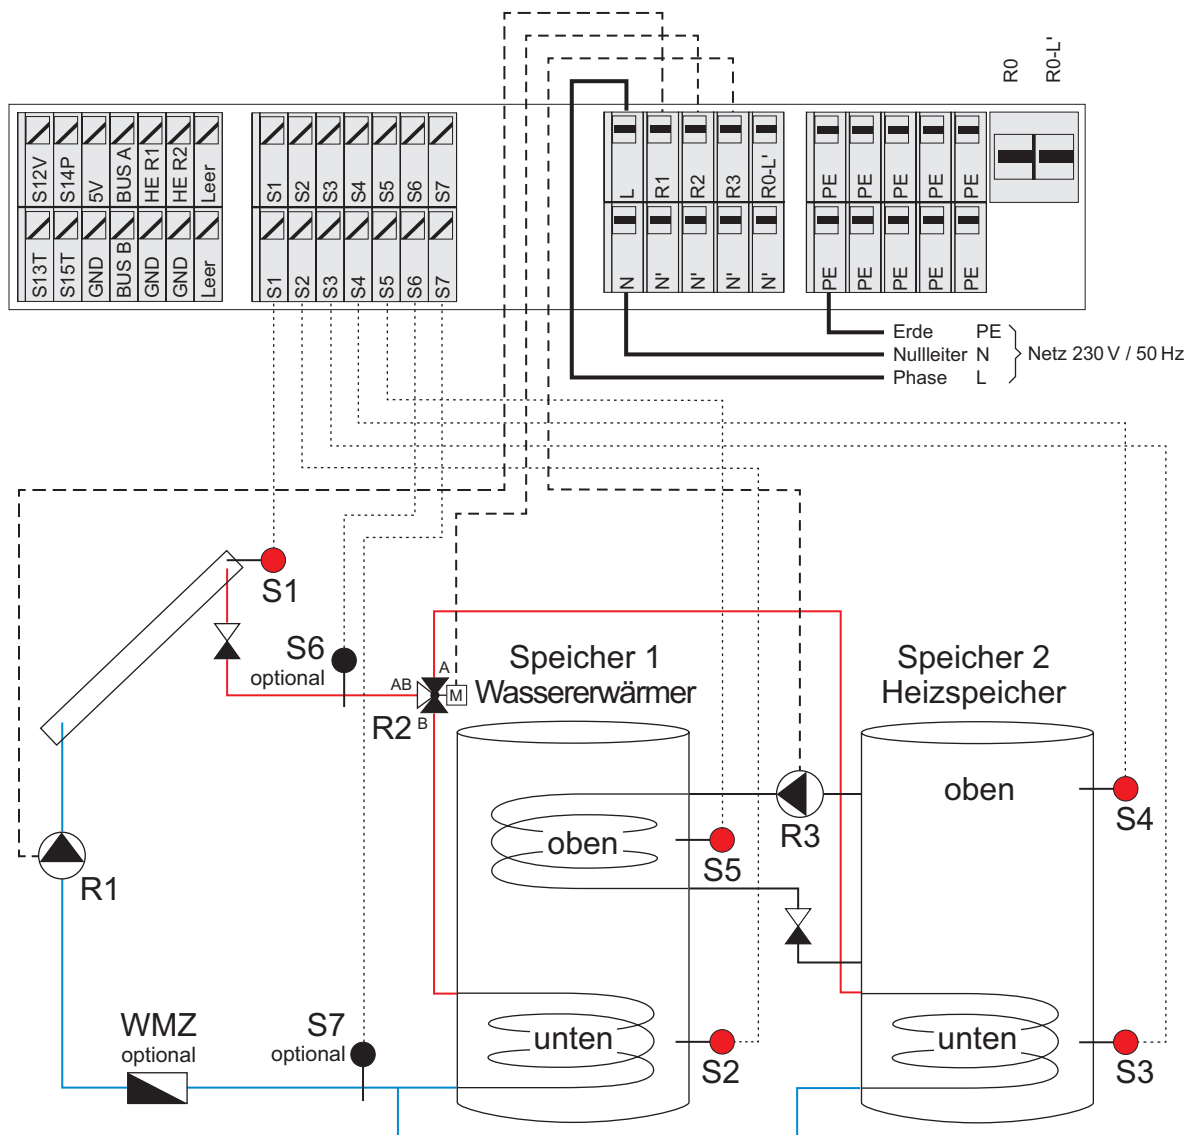 R0
R0-L'
S12V
S14P
5V
BUS A
HE R1
HE R2
Leer
S1
S2
S3
S4
S5
S6
S7
L
R1
R2
R3
R0-L'
PE
PE
PE
PE
PE
S13T
S15T
GND
BUS B
GND
GND
Leer
S1
S2
S3
S4
S5
S6
S7
N
N'
N'
N'
N'
PE
PE
PE
PE
PE
Erde PE
Nullleiter N
Phase L
Netz 230 V / 50 Hz
S1
S6
optional
AB
A
B
M
R2
Speicher 1
Wassererwärmer
Speicher 2
Heizspeicher
oben
S5
R3
oben
S4
R1
WMZ
optional
S7
optional
unten
S2
unten
S3